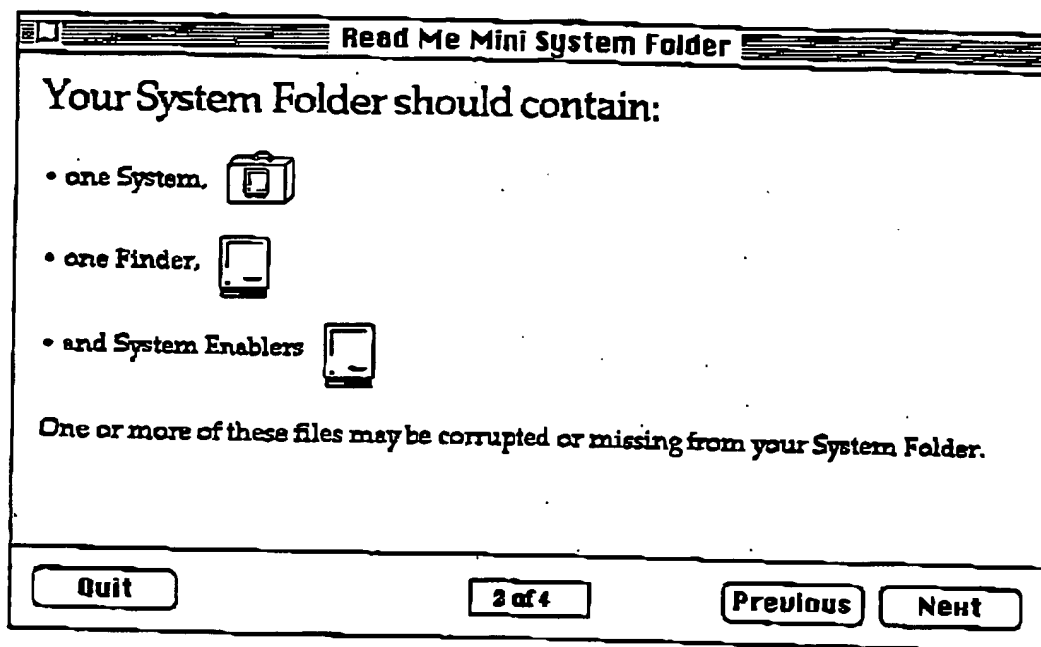 Read Me Mini System Folder
Your System Folder should contain:
• one System,
• one Finder,
• and System Enablers
One or more of these files may be corrupted or missing from your System Folder.
Quit
2 of 4
Previous
Next